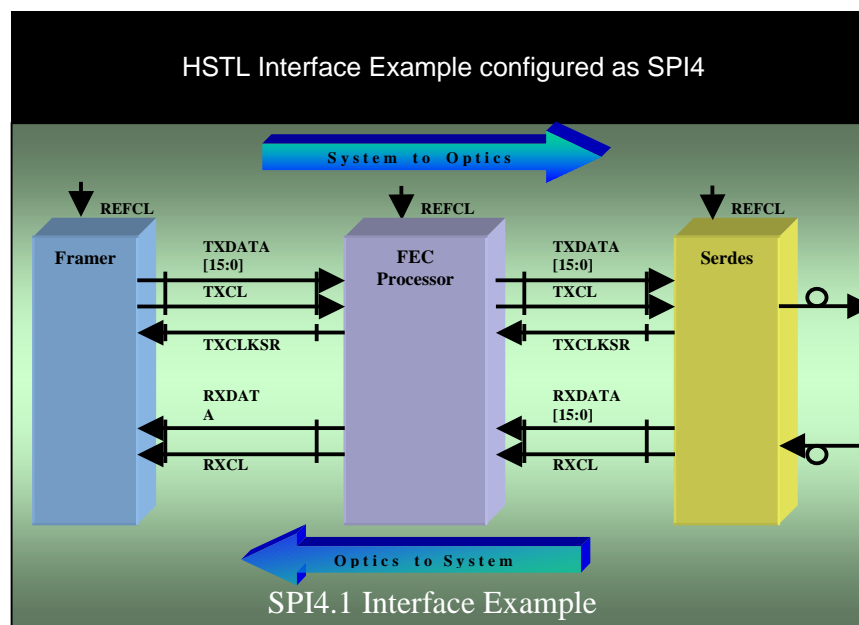 HSTL Interface Example configured as SPI4
System to Optics
REFCL
REFCL
REFCL
Framer
TXDATA
[15:0]
TXCL
TXCLKSR
RXDAT
A
RXCL
FEC
Processor
TXDATA
[15:0]
TXCL
TXCLKSR
RXDATA
[15:0]
RXCL
Serdes
Optics to System
SPI4.1 Interface Example